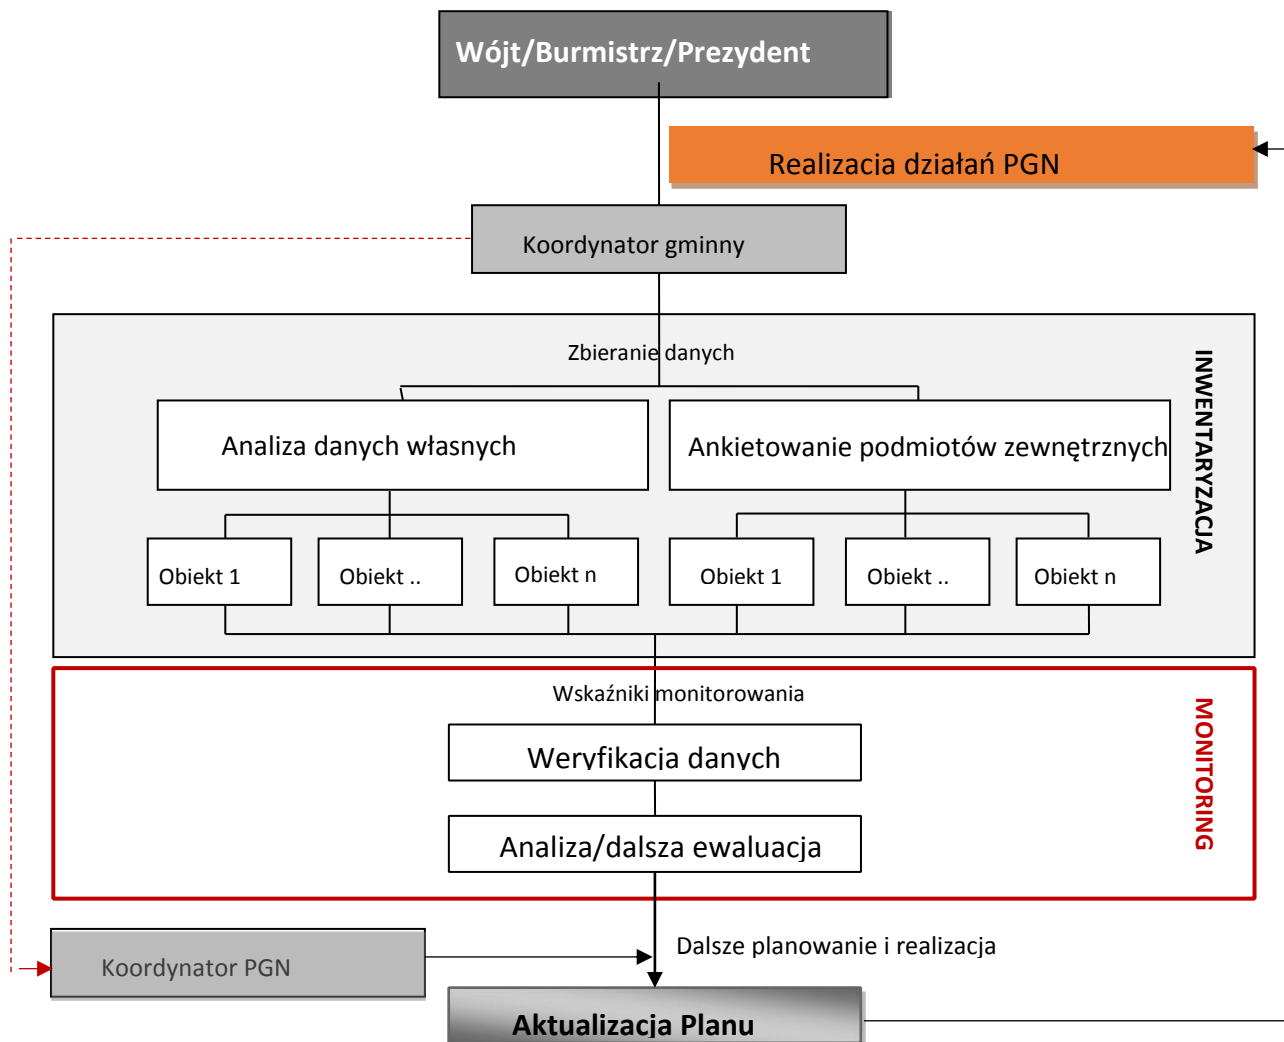 Wójt/Burmistrz/Prezydent
Realizacja działań PGN
Koordynator gminny
Zbieranie danych
INWENTARYZACJA
Analiza danych własnych
Ankietowanie podmiotów zewnętrznych
Obiekt 1
Obiekt ..
Obiekt n
Obiekt 1
Obiekt ..
Obiekt n
Wskaźniki monitorowania
MONITORING
Weryfikacja danych
Analiza/dalsza ewaluacja
Dalsze planowanie i realizacja
Koordynator PGN
Aktualizacja Planu